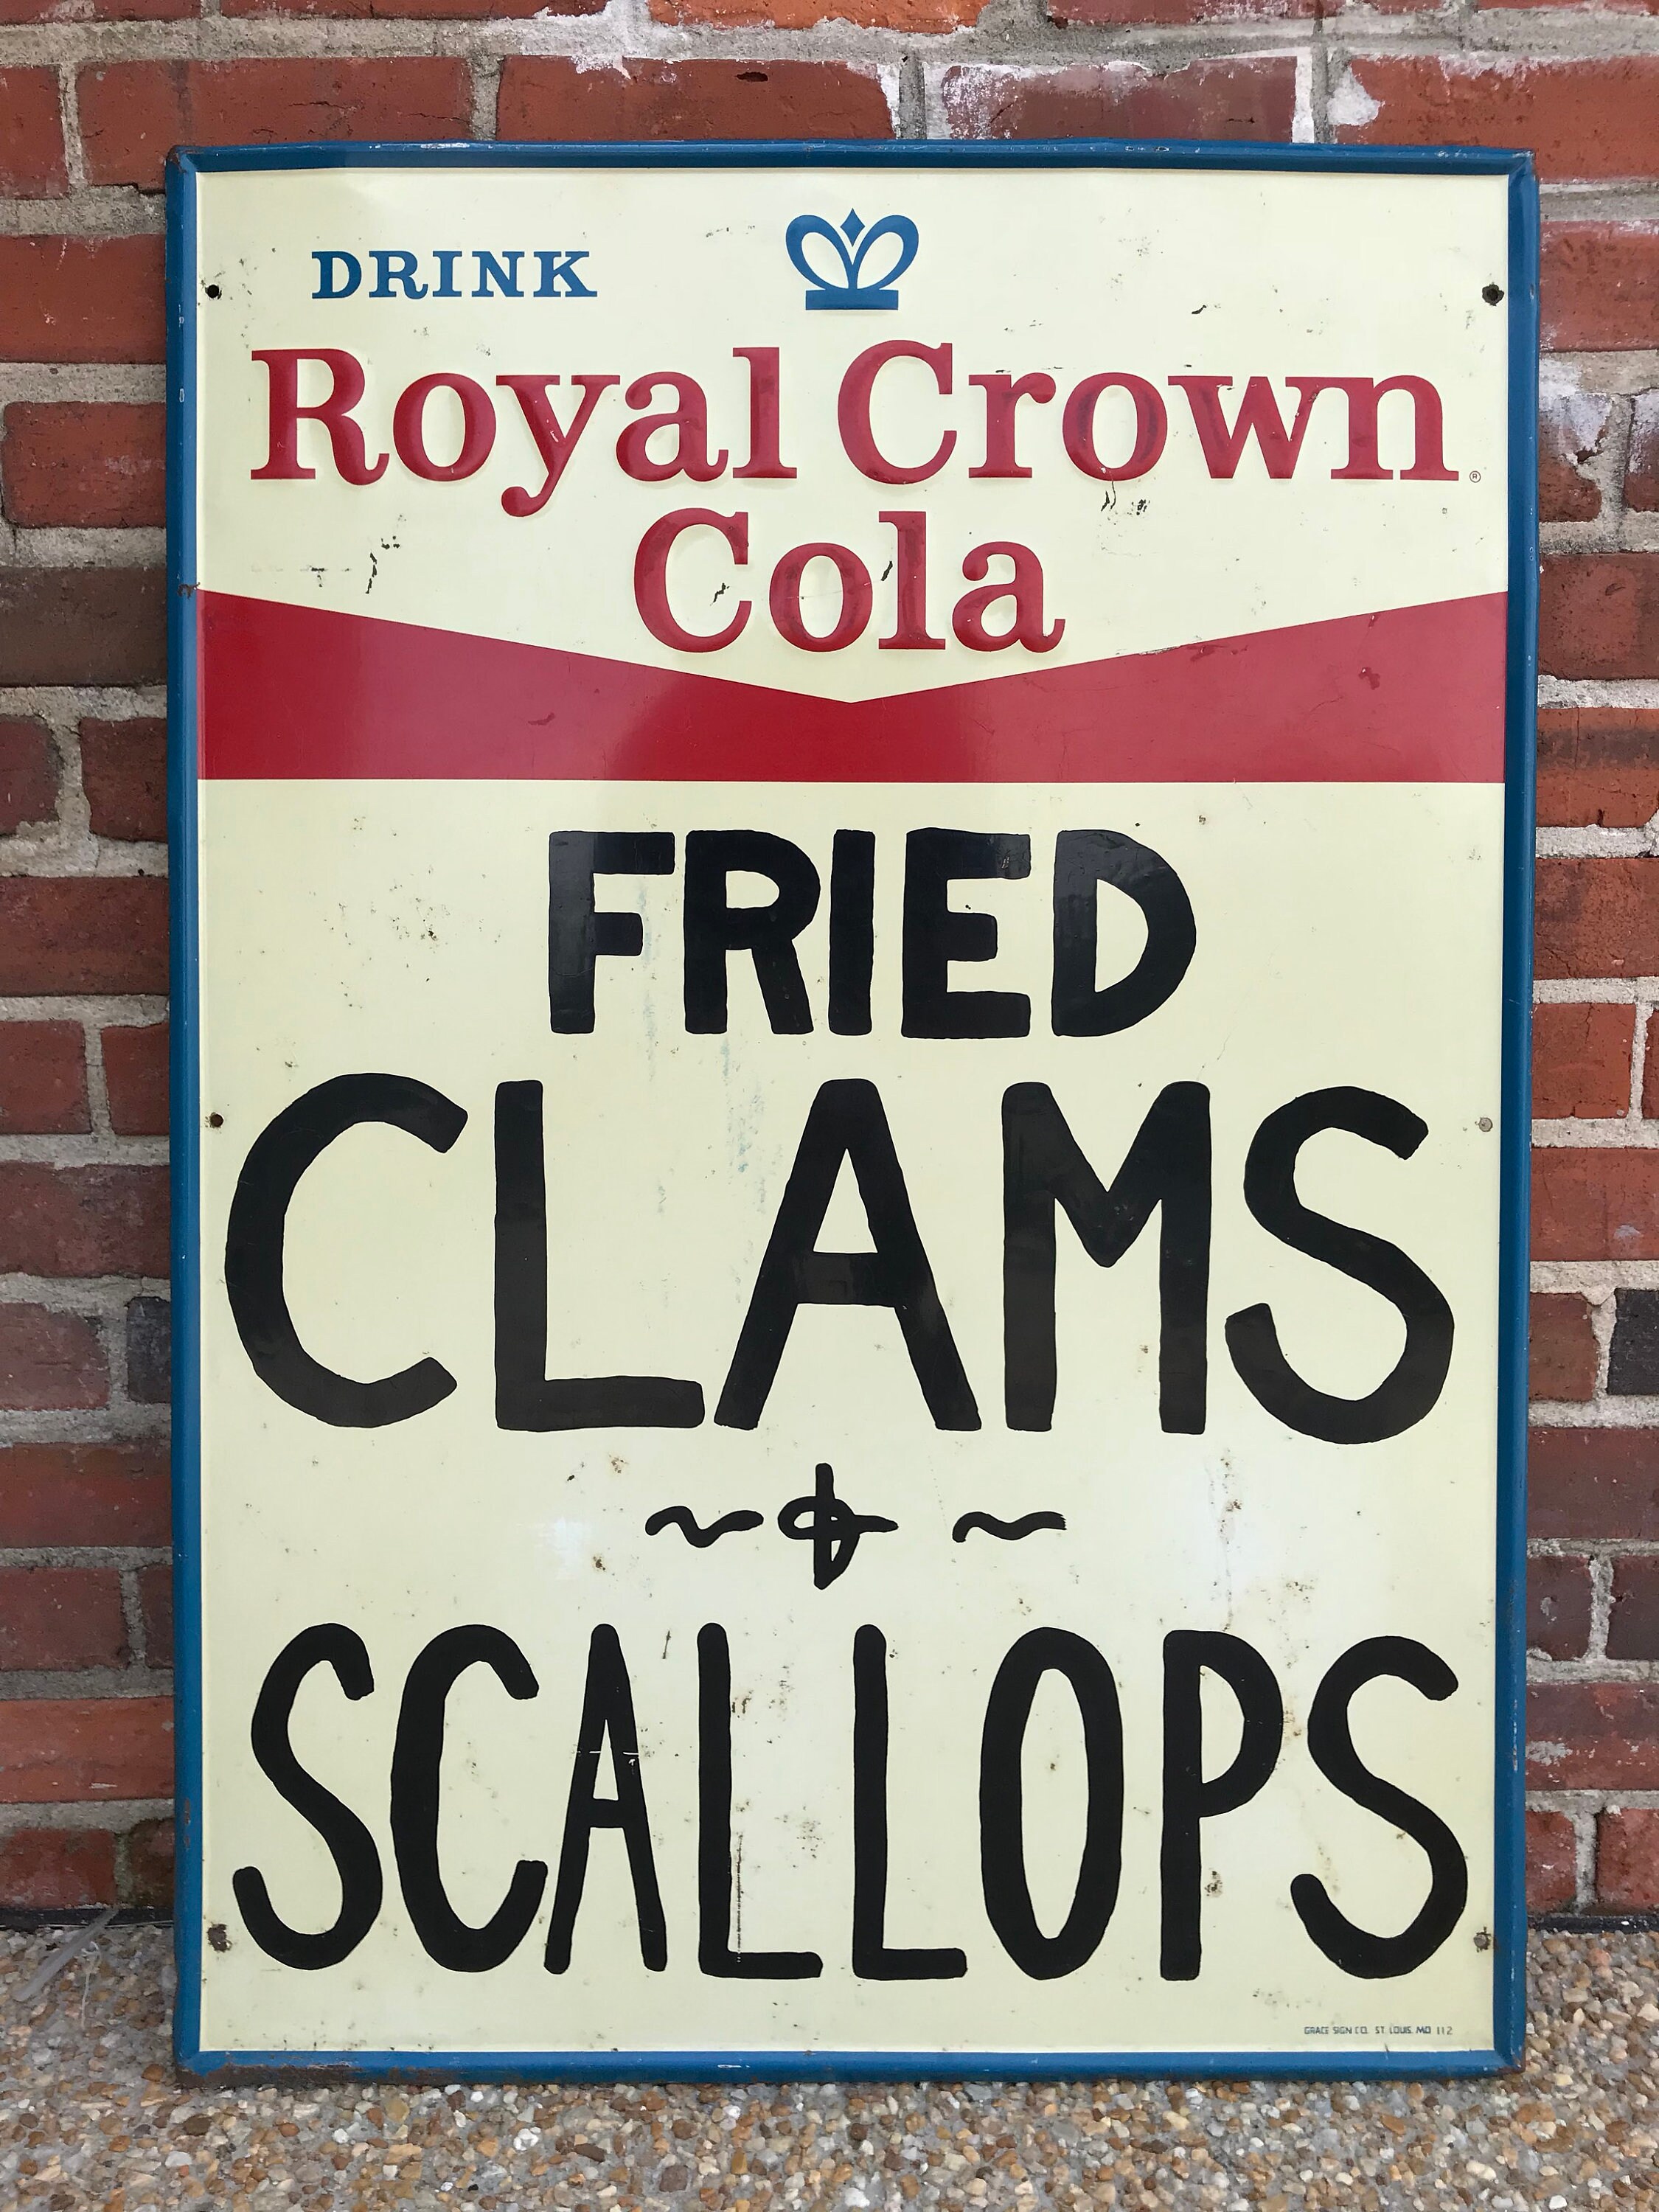 DRINK
Royal Crown®
Cola
FRIED
CLAMS
~ & ~
SCALLOPS
GRACE SIGN CO. ST. LOUIS. MO 112